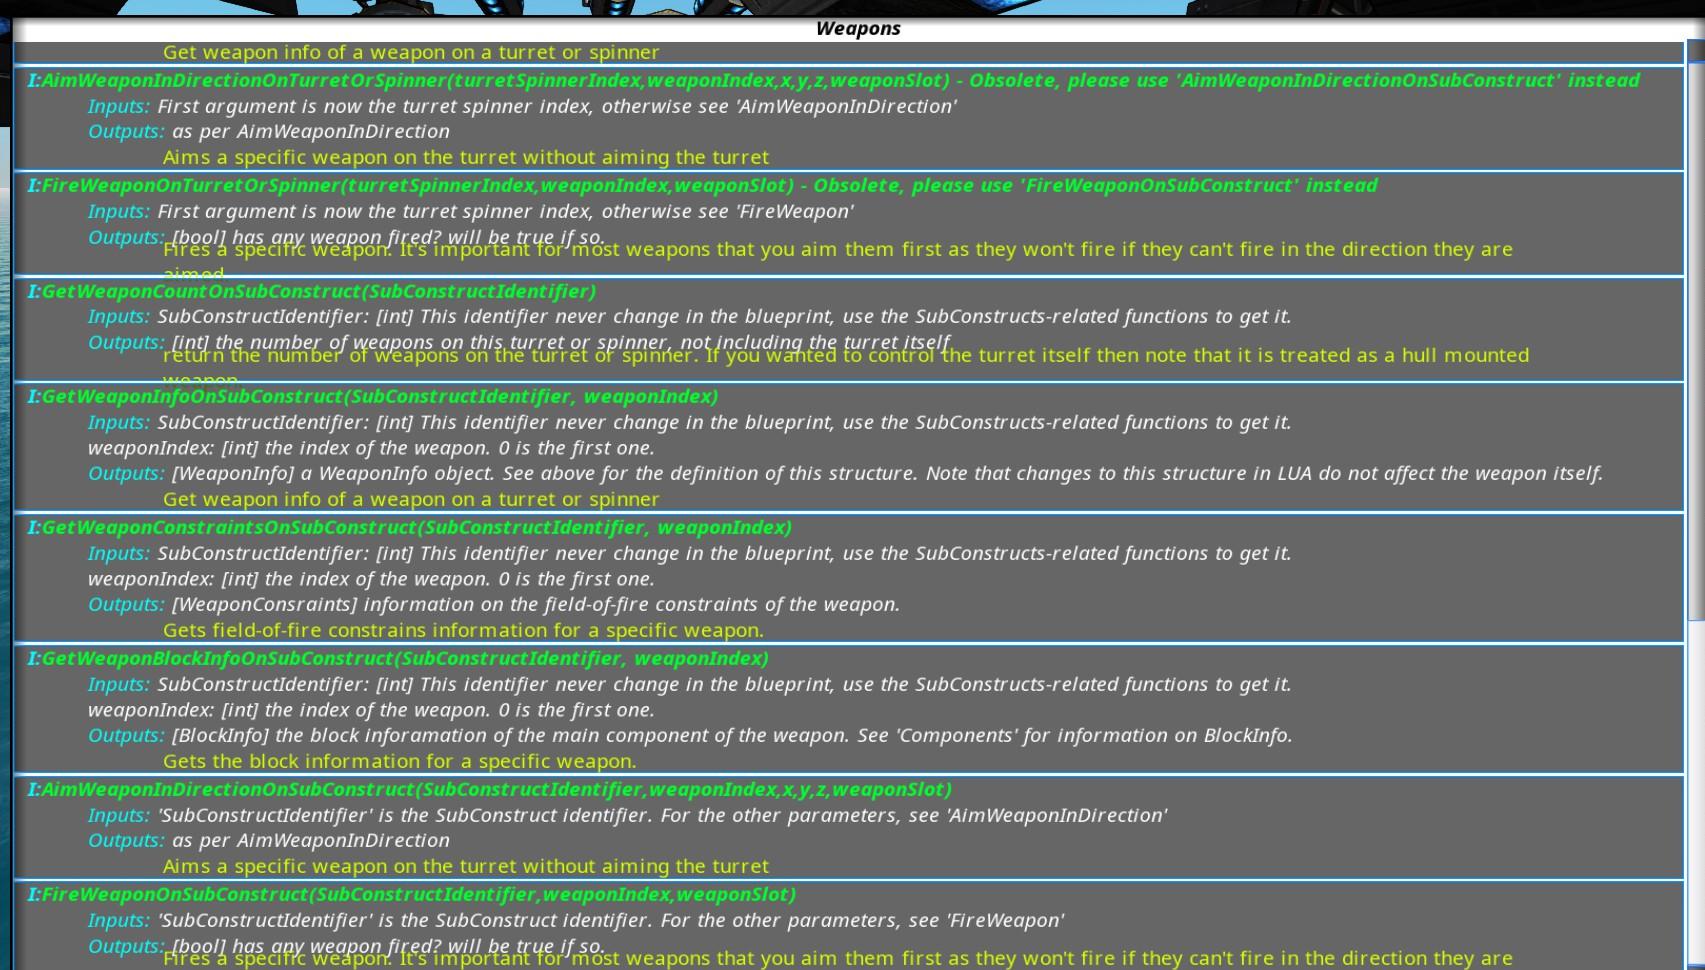 Weapons
Get weapon info of a weapon on a turret or spinner
I:AimWeaponInDirectionOnTurretOrSpinner(turretSpinnerIndex,weaponIndex,x,y,z,weaponSlot) - Obsolete, please use 'AimWeaponInDirectionOnSubConstruct' instead
Inputs: First argument is now the turret spinner index, otherwise see 'AimWeaponInDirection'
Outputs: as per AimWeaponInDirection
Aims a specific weapon on the turret without aiming the turret
I:FireWeaponOnTurretOrSpinner(turretSpinnerIndex,weaponIndex,weaponSlot) - Obsolete, please use 'FireWeaponOnSubConstruct' instead
Inputs: First argument is now the turret spinner index, otherwise see 'FireWeapon'
Outputs: [bool] has any weapon fired? will be true if so.
Fires a specific weapon. It's important for most weapons that you aim them first as they won't fire if they can't fire in the direction they are
aimed.
I:GetWeaponCountOnSubConstruct(SubConstructIdentifier)
Inputs: SubConstructIdentifier: [int] This identifier never change in the blueprint, use the SubConstructs-related functions to get it.
Outputs: [int] the number of weapons on this turret or spinner, not including the turret itself
return the number of weapons on the turret or spinner. If you wanted to control the turret itself then note that it is treated as a hull mounted
weapon.
I:GetWeaponInfoOnSubConstruct(SubConstructIdentifier, weaponIndex)
Inputs: SubConstructIdentifier: [int] This identifier never change in the blueprint, use the SubConstructs-related functions to get it.
weaponIndex: [int] the index of the weapon. 0 is the first one.
Outputs: [WeaponInfo] a WeaponInfo object. See above for the definition of this structure. Note that changes to this structure in LUA do not affect the weapon itself.
Get weapon info of a weapon on a turret or spinner
I:GetWeaponConstraintsOnSubConstruct(SubConstructIdentifier, weaponIndex)
Inputs: SubConstructIdentifier: [int] This identifier never change in the blueprint, use the SubConstructs-related functions to get it.
weaponIndex: [int] the index of the weapon. 0 is the first one.
Outputs: [WeaponConsraints] information on the field-of-fire constraints of the weapon.
Gets field-of-fire constrains information for a specific weapon.
I:GetWeaponBlockInfoOnSubConstruct(SubConstructIdentifier, weaponIndex)
Inputs: SubConstructIdentifier: [int] This identifier never change in the blueprint, use the SubConstructs-related functions to get it.
weaponIndex: [int] the index of the weapon. 0 is the first one.
Outputs: [BlockInfo] the block inforamation of the main component of the weapon. See 'Components' for information on BlockInfo.
Gets the block information for a specific weapon.
I:AimWeaponInDirectionOnSubConstruct(SubConstructIdentifier,weaponIndex,x,y,z,weaponSlot)
Inputs: 'SubConstructIdentifier' is the SubConstruct identifier. For the other parameters, see 'AimWeaponInDirection'
Outputs: as per AimWeaponInDirection
Aims a specific weapon on the turret without aiming the turret
I:FireWeaponOnSubConstruct(SubConstructIdentifier,weaponIndex,weaponSlot)
Inputs: 'SubConstructIdentifier' is the SubConstruct identifier. For the other parameters, see 'FireWeapon'
Outputs: [bool] has any weapon fired? will be true if so.
Fires a specific weapon. It's important for most weapons that you aim them first as they won't fire if they can't fire in the direction they are